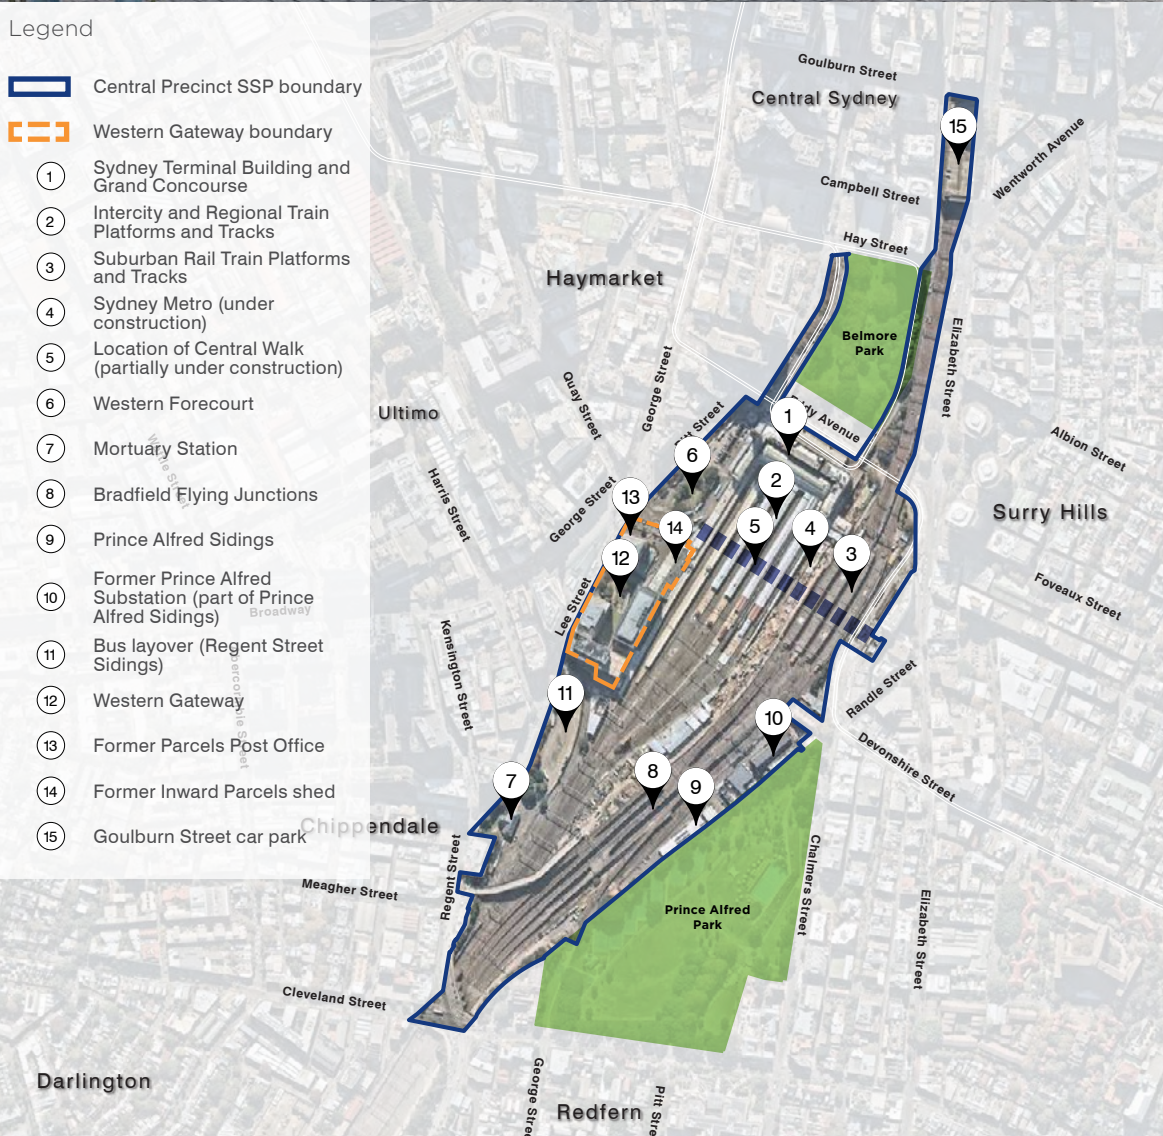 Legend
Central Precinct SSP boundary
Western Gateway boundary
1
Sydney Terminal Building and
Grand Concourse
2
Intercity and Regional Train
Platforms and Tracks
3
Suburban Rail Train Platforms
and Tracks
4
Sydney Metro (under
construction)
5
Location of Central Walk
(partially under construction)
6
Western Forecourt
7
Mortuary Station
8
Bradfield Flying Junctions
9
Prince Alfred Sidings
10
Former Prince Alfred
Substation (part of Prince
Alfred Sidings)
11
Bus layover (Regent Street
Sidings)
12
Western Gateway
13
Former Parcels Post Office
14
Former Inward Parcels shed
15
Goulburn Street car park
Goulburn Street
Central Sydney
15
Wentworth Avenue
Campbell Street
Hay Street
Haymarket
Belmore
Park
Elizabeth Street
George Street
Quay Street
Ultimo
Street
1
Avenue
Albion Street
6
2
Harris Street
George Street
13
14
5
4
3
Surry Hills
12
Foveaux Street
Lee Street
Broadway
Kensington Street
Street
Randle Street
11
10
Devonshire Street
8
9
7
Chippendale
Regent Street
Chalmers Street
Meagher Street
Prince Alfred
Park
Elizabeth Street
Cleveland Street
Darlington
George
Redfern
Pitt